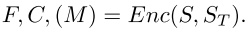 F, C, (M) = Enc(S, S_T).